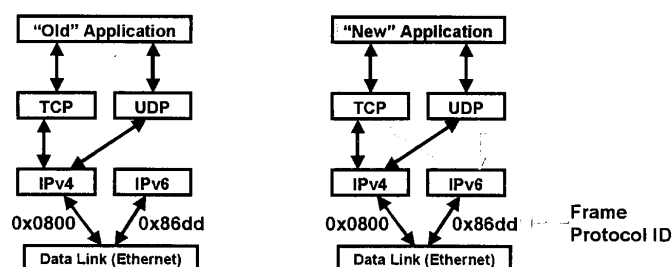 "Old" Application
TCP
UDP
IPv4
IPv6
0x0800
0x86dd
Data Link (Ethernet)
"New" Application
TCP
UDP
IPv4
IPv6
0x0800
0x86dd
Frame
Protocol ID
Data Link (Ethernet)